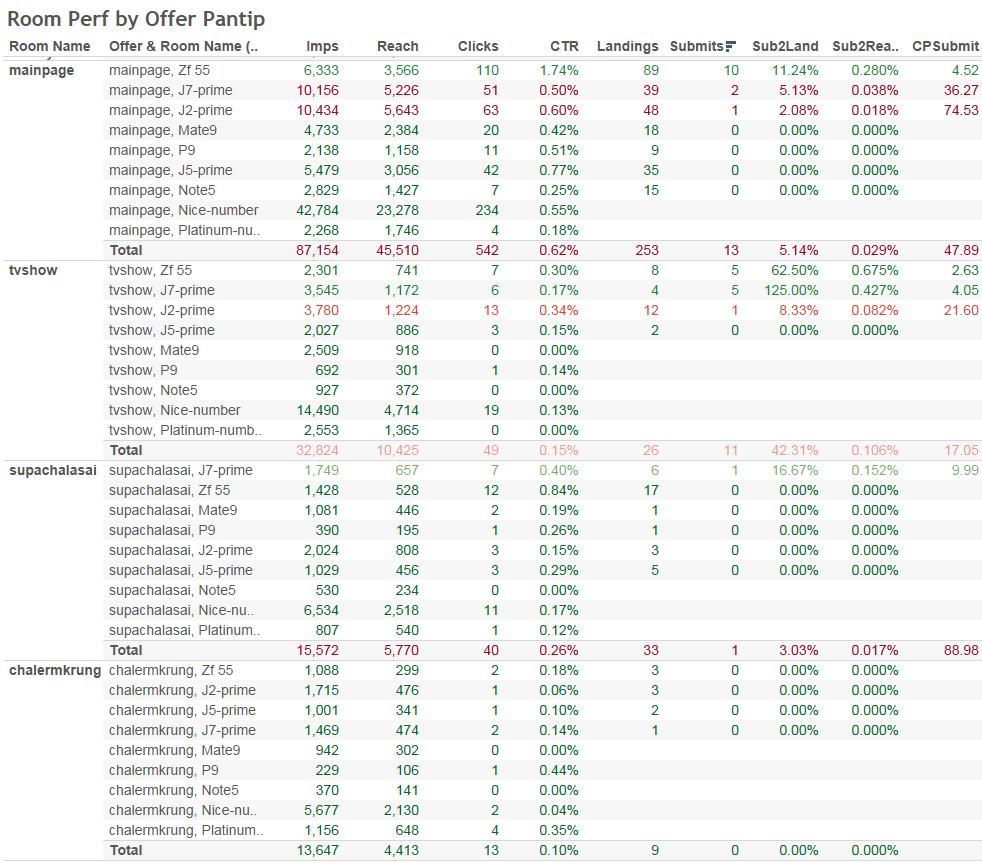 Room Perf by Offer Pantip
Room Name Offer & Room Name (.. Imps Reach Clicks CTR Landings Submits Sub2Land Sub2Rea.. CPSubmit
mainpage mainpage, Zf 55 6,333 3,566 110 1.74% 89 10 11.24% 0.280% 4.52
mainpage, J7-prime 10,156 5,226 51 0.50% 39 2 5.13% 0.038% 36.27
mainpage, J2-prime 10,434 5,643 63 0.60% 48 1 2.08% 0.018% 74.53
mainpage, Mate9 4,733 2,384 20 0.42% 18 0 0.00% 0.000%
mainpage, P9 2,138 1,158 11 0.51% 9 0 0.00% 0.000%
mainpage, J5-prime 5,479 3,056 42 0.77% 35 0 0.00% 0.000%
mainpage, Note5 2,829 1,427 7 0.25% 15 0 0.00% 0.000%
mainpage, Nice-number 42,784 23,278 234 0.55%
mainpage, Platinum-nu.. 2,268 1,746 4 0.18%
Total 87,154 45,510 542 0.62% 253 13 5.14% 0.029% 47.89
tvshow tvshow, Zf 55 2,301 741 7 0.30% 8 5 62.50% 0.675% 2.63
tvshow, J7-prime 3,545 1,172 6 0.17% 4 5 125.00% 0.427% 4.05
tvshow, J2-prime 3,780 1,224 13 0.34% 12 1 8.33% 0.082% 21.60
tvshow, J5-prime 2,027 886 3 0.15% 2 0 0.00% 0.000%
tvshow, Mate9 2,509 918 0 0.00%
tvshow, P9 692 301 1 0.14%
tvshow, Note5 927 372 0 0.00%
tvshow, Nice-number 14,490 4,714 19 0.13%
tvshow, Platinum-numb.. 2,553 1,365 0 0.00%
Total 32,824 10,425 49 0.15% 26 11 42.31% 0.106% 17.05
supachalasai supachalasai, J7-prime 1,749 657 7 0.40% 6 1 16.67% 0.152% 9.99
supachalasai, Zf 55 1,428 528 12 0.84% 17 0 0.00% 0.000%
supachalasai, Mate9 1,081 446 2 0.19% 1 0 0.00% 0.000%
supachalasai, P9 390 195 1 0.26% 1 0 0.00% 0.000%
supachalasai, J2-prime 2,024 808 3 0.15% 3 0 0.00% 0.000%
supachalasai, J5-prime 1,029 456 3 0.29% 5 0 0.00% 0.000%
supachalasai, Note5 530 234 0 0.00%
supachalasai, Nice-nu.. 6,534 2,518 11 0.17%
supachalasai, Platinum.. 807 540 1 0.12%
Total 15,572 5,770 40 0.26% 33 1 3.03% 0.017% 88.98
chalermkrung chalermkrung, Zf 55 1,088 299 2 0.18% 3 0 0.00% 0.000%
chalermkrung, J2-prime 1,715 476 1 0.06% 3 0 0.00% 0.000%
chalermkrung, J5-prime 1,001 341 1 0.10% 2 0 0.00% 0.000%
chalermkrung, J7-prime 1,469 474 2 0.14% 1 0 0.00% 0.000%
chalermkrung, Mate9 942 302 0 0.00%
chalermkrung, P9 229 106 1 0.44%
chalermkrung, Note5 370 141 0 0.00%
chalermkrung, Nice-nu.. 5,677 2,130 2 0.04%
chalermkrung, Platinum.. 1,156 648 4 0.35%
Total 13,647 4,413 13 0.10% 9 0 0.00% 0.000%